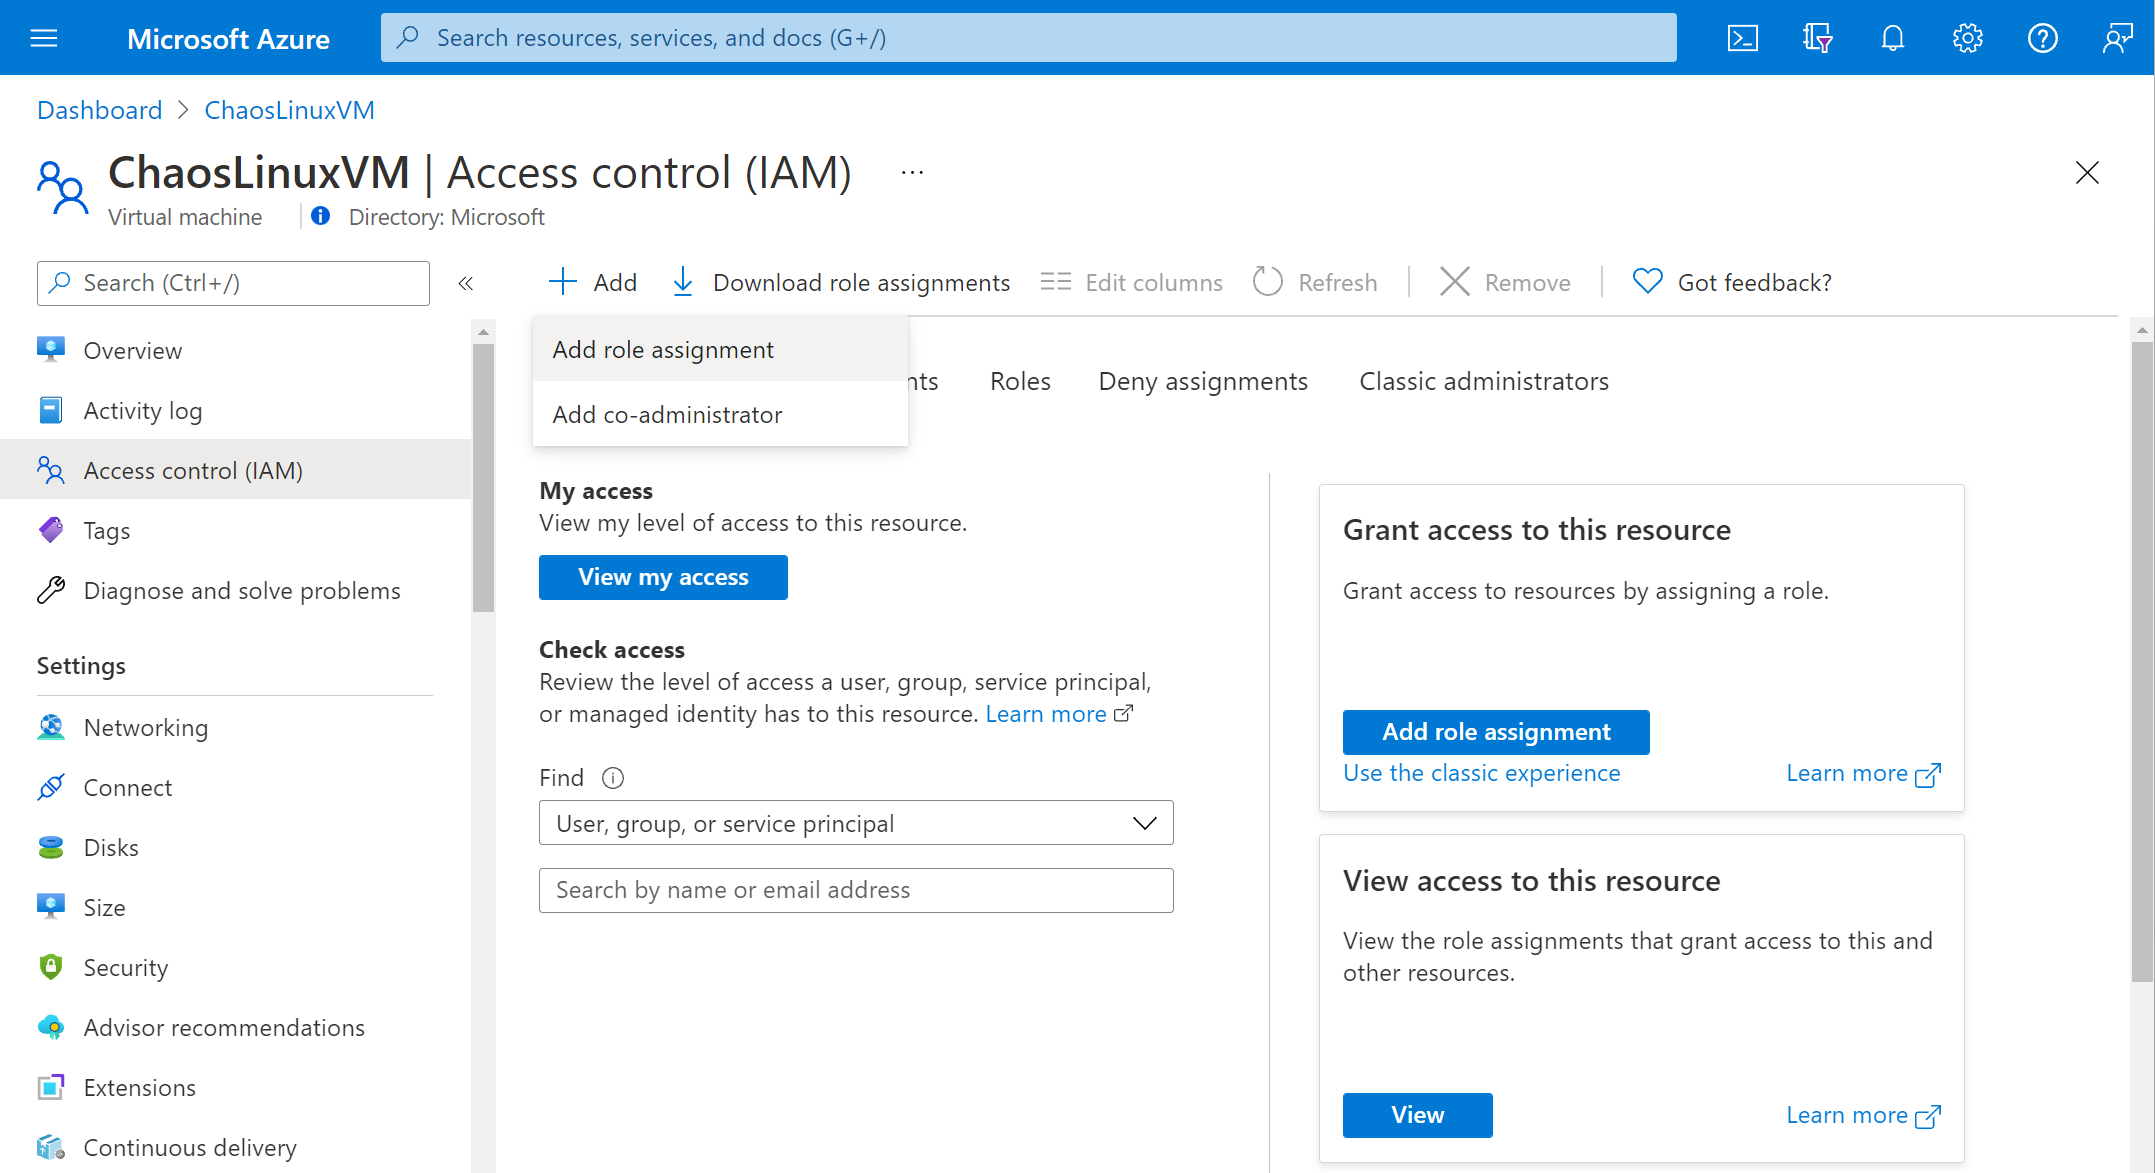 Microsoft Azure
Search resources, services, and docs (G+/)
Dashboard > ChaosLinuxVM
ChaosLinuxVM | Access control (IAM) ...
Virtual machine
Directory: Microsoft
Search (Ctrl+/)
«
Add
Download role assignments
Edit columns
Refresh
Remove
Got feedback?
Overview
Activity log
Access control (IAM)
Tags
Diagnose and solve problems
Settings
Networking
Connect
Disks
Size
Security
Advisor recommendations
Extensions
Continuous delivery
Add role assignment
Add co-administrator
Roles
Deny assignments
Classic administrators
My access
View my level of access to this resource.
View my access
Check access
Review the level of access a user, group, service principal,
or managed identity has to this resource. Learn more
Find
User, group, or service principal
Search by name or email address
Grant access to this resource
Grant access to resources by assigning a role.
Add role assignment
Use the classic experience
Learn more
View access to this resource
View the role assignments that grant access to this and
other resources.
View
Learn more